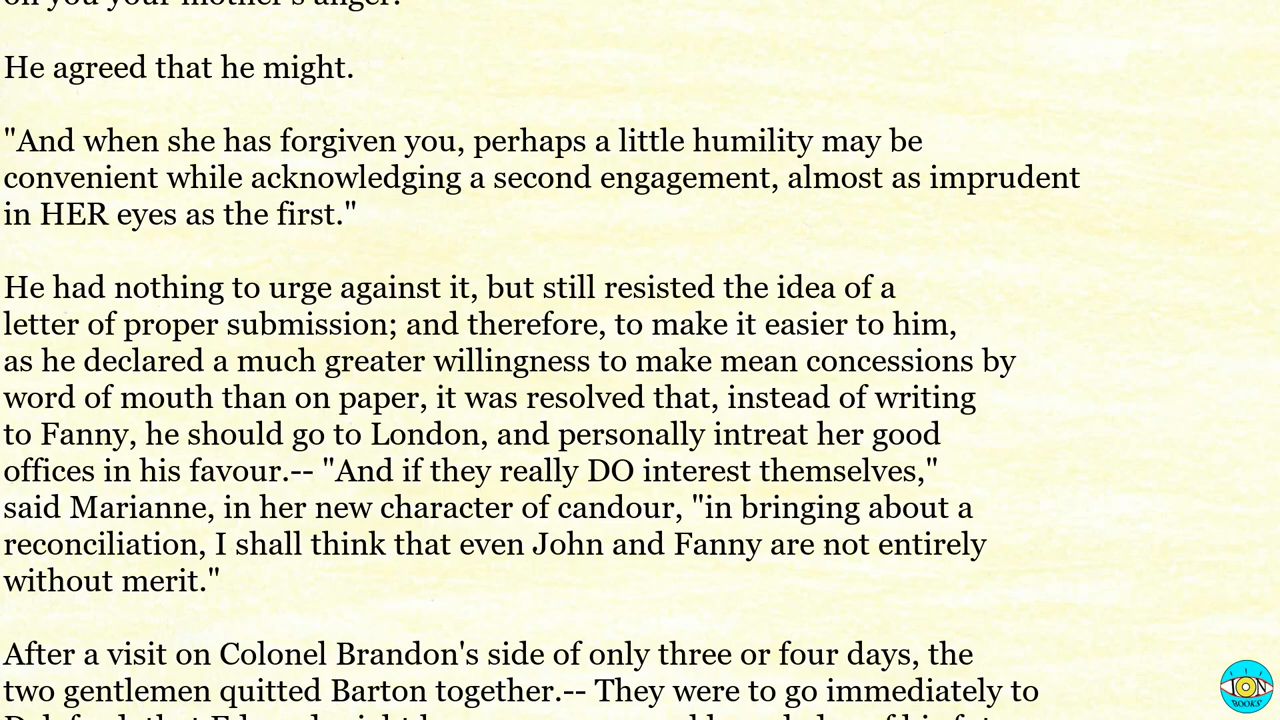 on you your mother's anger.
He agreed that he might.
"And when she has forgiven you, perhaps a little humility may be
convenient while acknowledging a second engagement, almost as imprudent
in HER eyes as the first."
He had nothing to urge against it, but still resisted the idea of a
letter of proper submission; and therefore, to make it easier to him,
as he declared a much greater willingness to make mean concessions by
word of mouth than on paper, it was resolved that, instead of writing
to Fanny, he should go to London, and personally intreat her good
offices in his favour.-- "And if they really DO interest themselves,"
said Marianne, in her new character of candour, "in bringing about a
reconciliation, I shall think that even John and Fanny are not entirely
without merit."
After a visit on Colonel Brandon's side of only three or four days, the
two gentlemen quitted Barton together.-- They were to go immediately to
ION
WOOKS